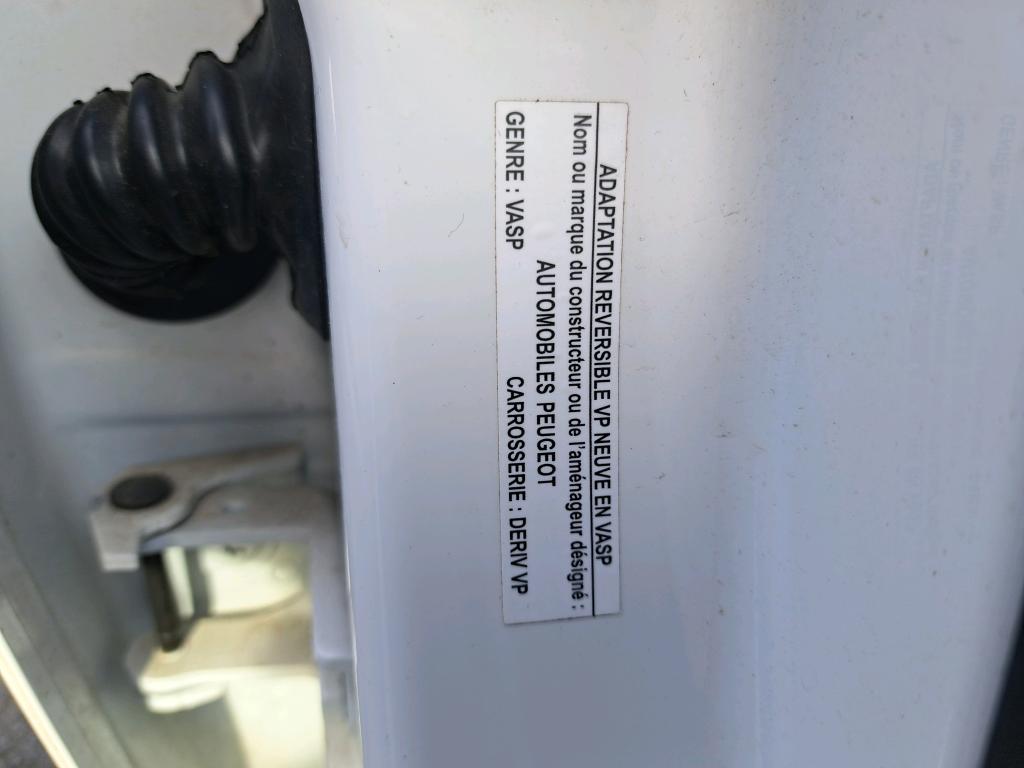 ADAPTATION REVERSIBLE VP NEUVE EN VASP
Nom ou marque du constructeur ou de l'aménageur désigné :
AUTOMOBILES PEUGEOT
GENRE : VASP CARROSSERIE : DERIV VP